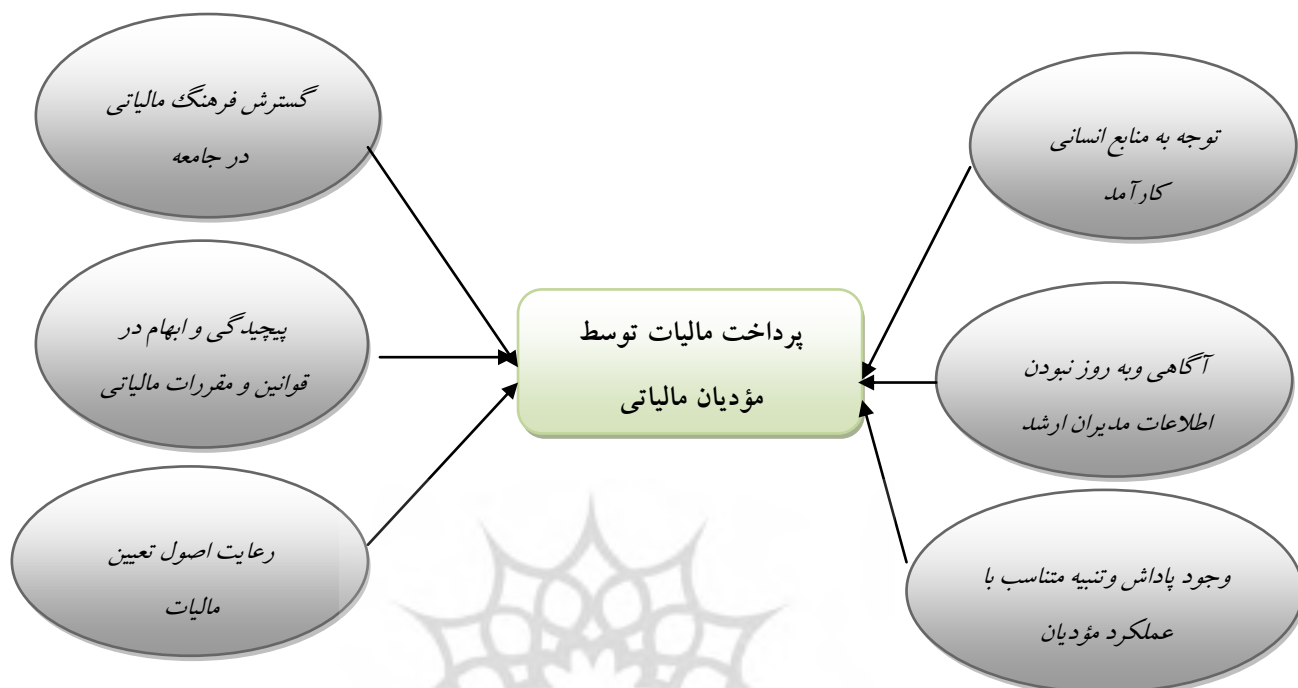 گسترش فرهنگ مالیاتی
در جامعه
توجه به منابع انسانی
کارآمد
پرداخت مالیات توسط
مؤدیان مالیاتی
پیچیدگی و ابهام در
قوانین و مقررات مالیاتی
آگاهی وبه روز نبودن
اطلاعات مدیران ارشد
رعایت اصول تعیین
مالیات
وجود پاداش وتنبیه متناسب با
عملکرد مؤدیان